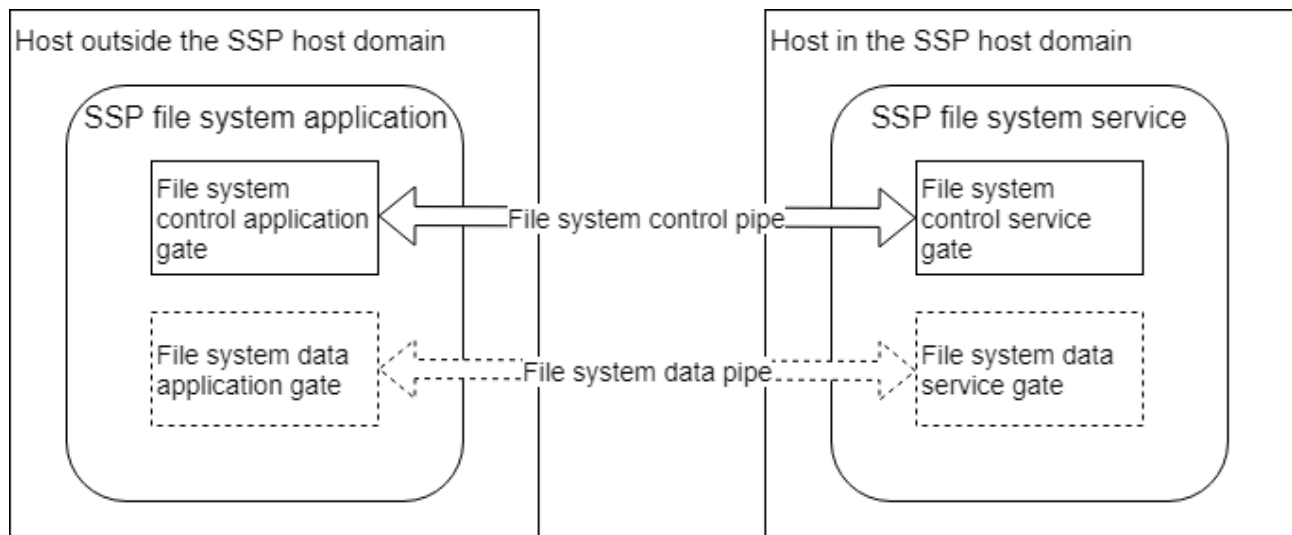 Host outside the SSP host domain
SSP file system application
File system
control application
gate
File system data
application gate
File system control pipe
File system data pipe
Host in the SSP host domain
SSP file system service
File system
control service
gate
File system data
service gate